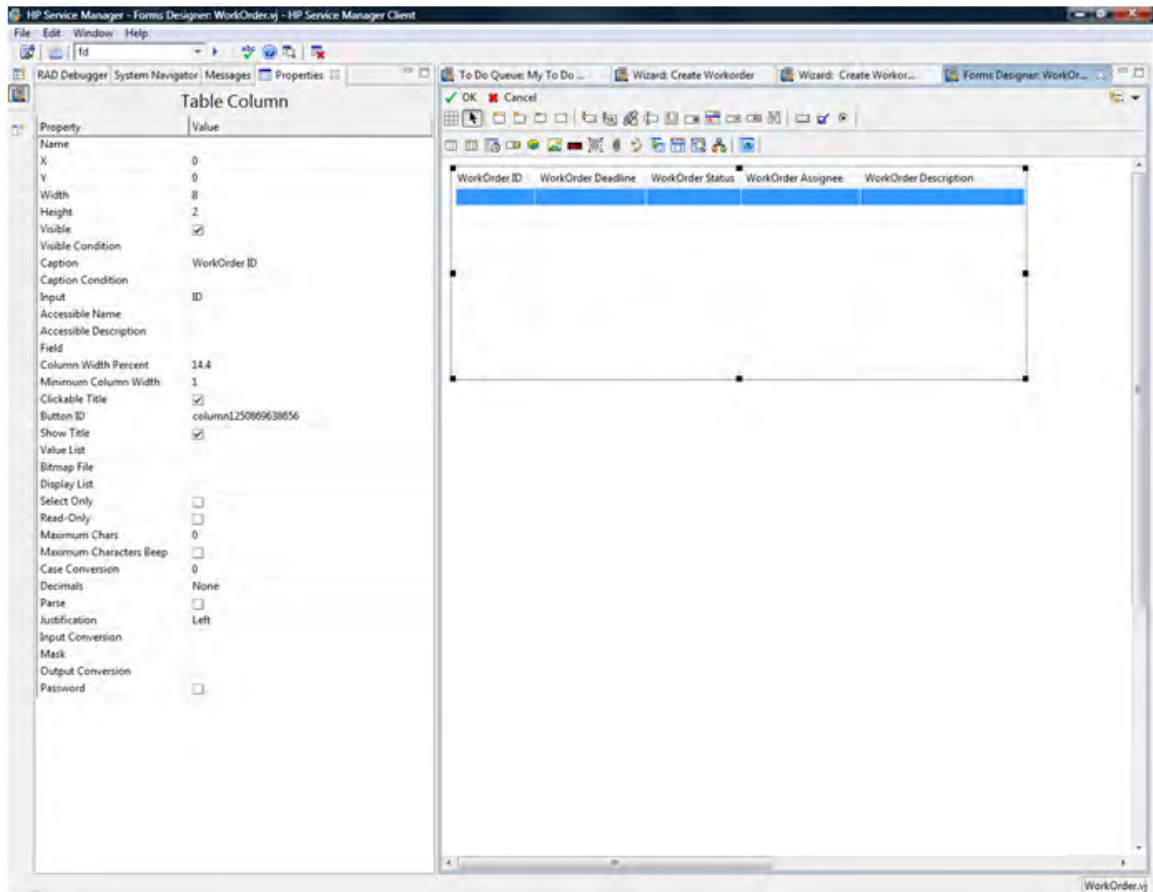 HP Service Manager - Forms Designer: WorkOrder.vj - HP Service Manager Client
File Edit Window Help
fd
RAD Debugger System Navigator Messages Properties
To Do Queue: My To Do ... Wizard: Create Workorder Wizard: Create Workor... Forms Designer: WorkOr...
Table Column
OK Cancel
Property Value
Name
X 0
Y 0
Width 8
Height 2
Visible
Visible Condition
Caption WorkOrder ID
Caption Condition
Input ID
Accessible Name
Accessible Description
Field
Column Width Percent 14.4
Minimum Column Width 1
Clickable Title
Button ID column1250869638656
Show Title
Value List
Bitmap File
Display List
Select Only
Read-Only
Maximum Chars 0
Maximum Characters Beep
Case Conversion 0
Decimals None
Parse
Justification Left
Input Conversion
Mask
Output Conversion
Password
WorkOrder ID WorkOrder Deadline WorkOrder Status WorkOrder Assignee WorkOrder Description
WorkOrder.vj